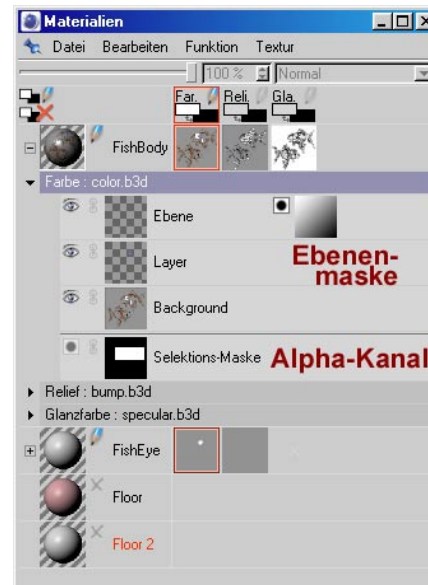 Materialien
Datei Bearbeiten Funktion Textur
100 % Normal
Far. Reli. Gla.
FishBody
Farbe : color.b3d
Ebene
Layer
Ebenen-
maske
Background
Selektions-Maske Alpha-Kanal
Relief : bump.b3d
Glanzfarbe : specular.b3d
FishEye
Floor
Floor 2